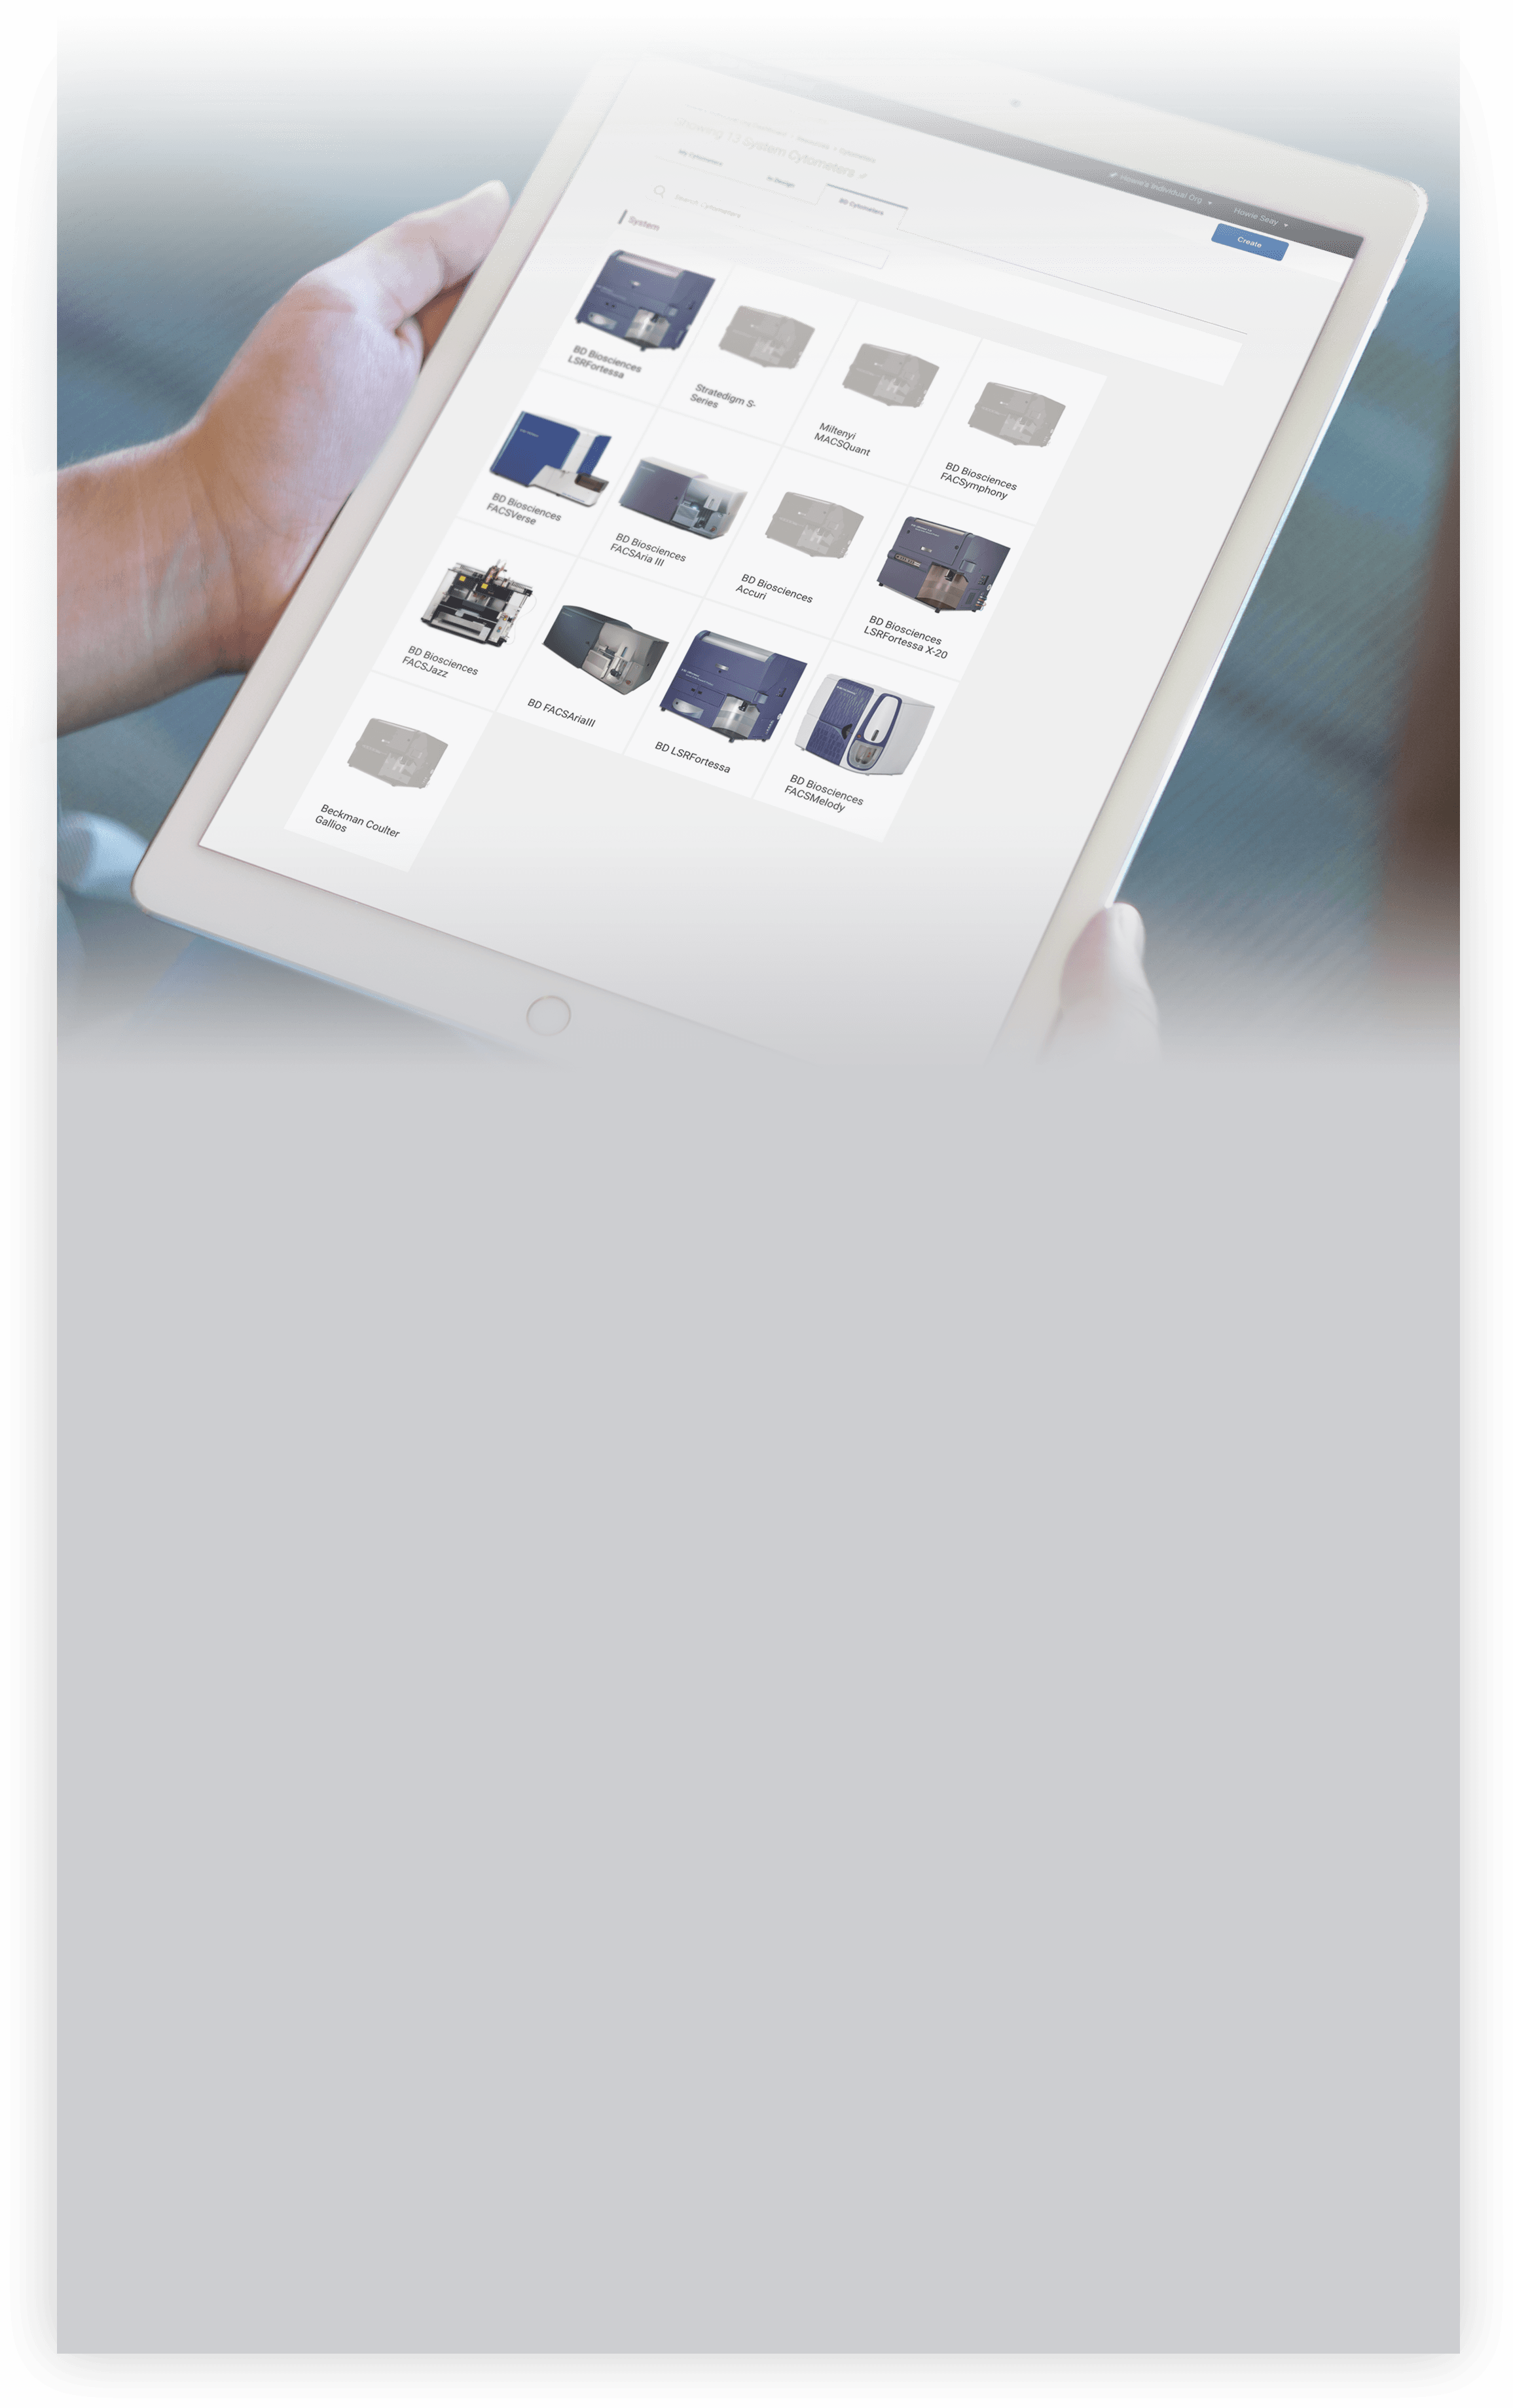 Howie's Individual Org
Howie Seay
Cytometers
Showing 13 System Cytometers
Create
My Cytometers
In Design
BD Cytometers
Search Cytometers
System
BD Biosciences
LSRFortessa
Stratedigm S-
Series
Miltenyi
MACSQuant
BD Biosciences
FACSymphony
BD Biosciences
FACSVerse
BD Biosciences
FACSAria III
BD Biosciences
Accuri
BD Biosciences
LSRFortessa X-20
BD Biosciences
FACSJazz
BD FACSAriaIII
BD LSRFortessa
BD Biosciences
FACSMelody
Beckman Coulter
Gallios